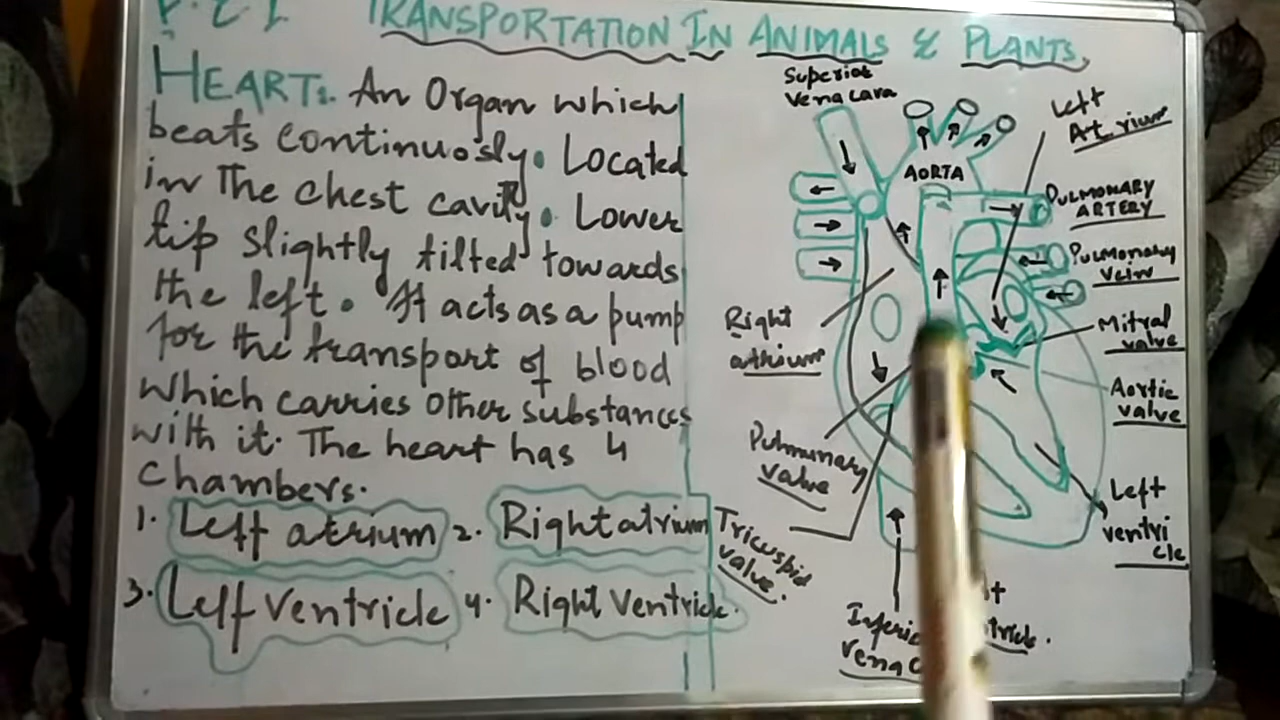 TRANSPORTATION IN ANIMALS & PLANTS
HEART: An Organ which
beats continuosly. Located
in The chest cavity. Lower
tip slightly tilted towards
the left. It acts as a pump
for the transport of blood
which carries other substances
with it. The heart has 4
Chambers.
1. Left atrium 2. Right atrium
3. Left Ventricle 4. Right Ventricle.
Superior
vena cava
Left
Atrium
AORTA
PULMONARY
ARTERY
Pulmonary
vein
Right
atrium
Mitral
valve
Aortic
valve
Pulmunary
valve
Left
ventri
cle
Tricuspid
valve.